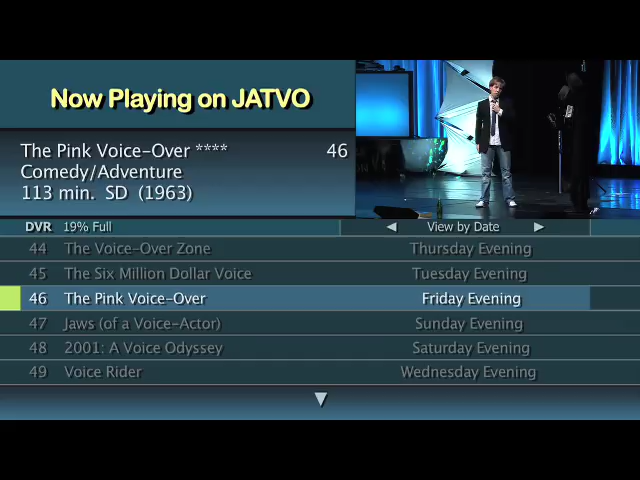 Now Playing on JATVO
The Pink Voice-Over **** 46
Comedy/Adventure
113 min. SD (1963)
DVR 19% Full ◀ View by Date ▶
44 The Voice-Over Zone Thursday Evening
45 The Six Million Dollar Voice Tuesday Evening
46 The Pink Voice-Over Friday Evening
47 Jaws (of a Voice-Actor) Sunday Evening
48 2001: A Voice Odyssey Saturday Evening
49 Voice Rider Wednesday Evening